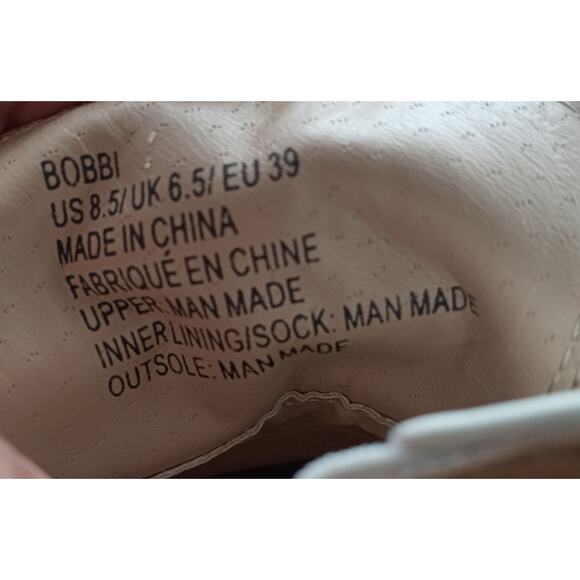 BOBBI
US 8.5/ UK 6.5/ EU 39
MADE IN CHINA
FABRIQUÉ EN CHINE
UPPER: MAN MADE
INNER LINING/SOCK: MAN MADE
OUTSOLE: MAN MADE